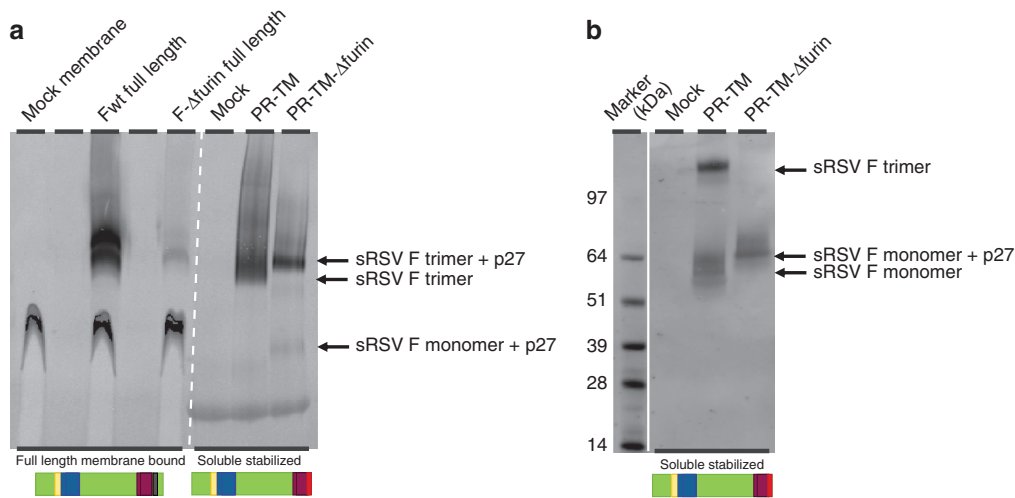 a
Mock membrane
Fwt full length
F-Δfurin full length
Mock
PR-TM
PR-TM-Δfurin
sRSV F trimer + p27
sRSV F trimer
sRSV F monomer + p27
Full length membrane bound
Soluble stabilized
b
Marker
(kDa)
Mock
PR-TM
PR-TM-Δfurin
97
64
51
39
28
14
sRSV F trimer
sRSV F monomer + p27
sRSV F monomer
Soluble stabilized